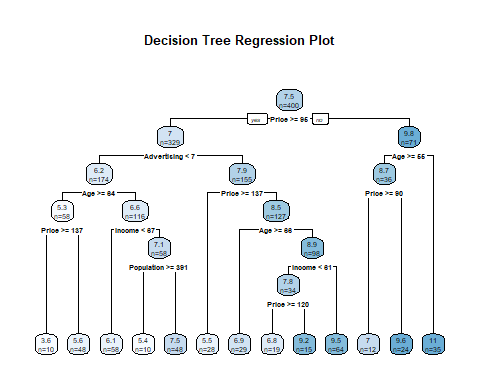 Decision Tree Regression Plot
7.5
n=400
yes Price >= 95 no
7
n=329
9.8
n=71
Advertising < 7
Age >= 55
6.2
n=174
7.9
n=155
8.7
n=36
Age >= 64
Price >= 137
Price >= 90
5.3
n=58
6.6
n=116
8.5
n=127
Price >= 137
Income < 67
Age >= 66
7.1
n=58
8.9
n=98
Population >= 391
Income < 61
7.8
n=34
Price >= 120
3.6
n=10
5.6
n=48
6.1
n=58
5.4
n=10
7.5
n=48
5.5
n=28
6.9
n=29
6.8
n=19
9.2
n=15
9.5
n=64
7
n=12
9.6
n=24
11
n=35